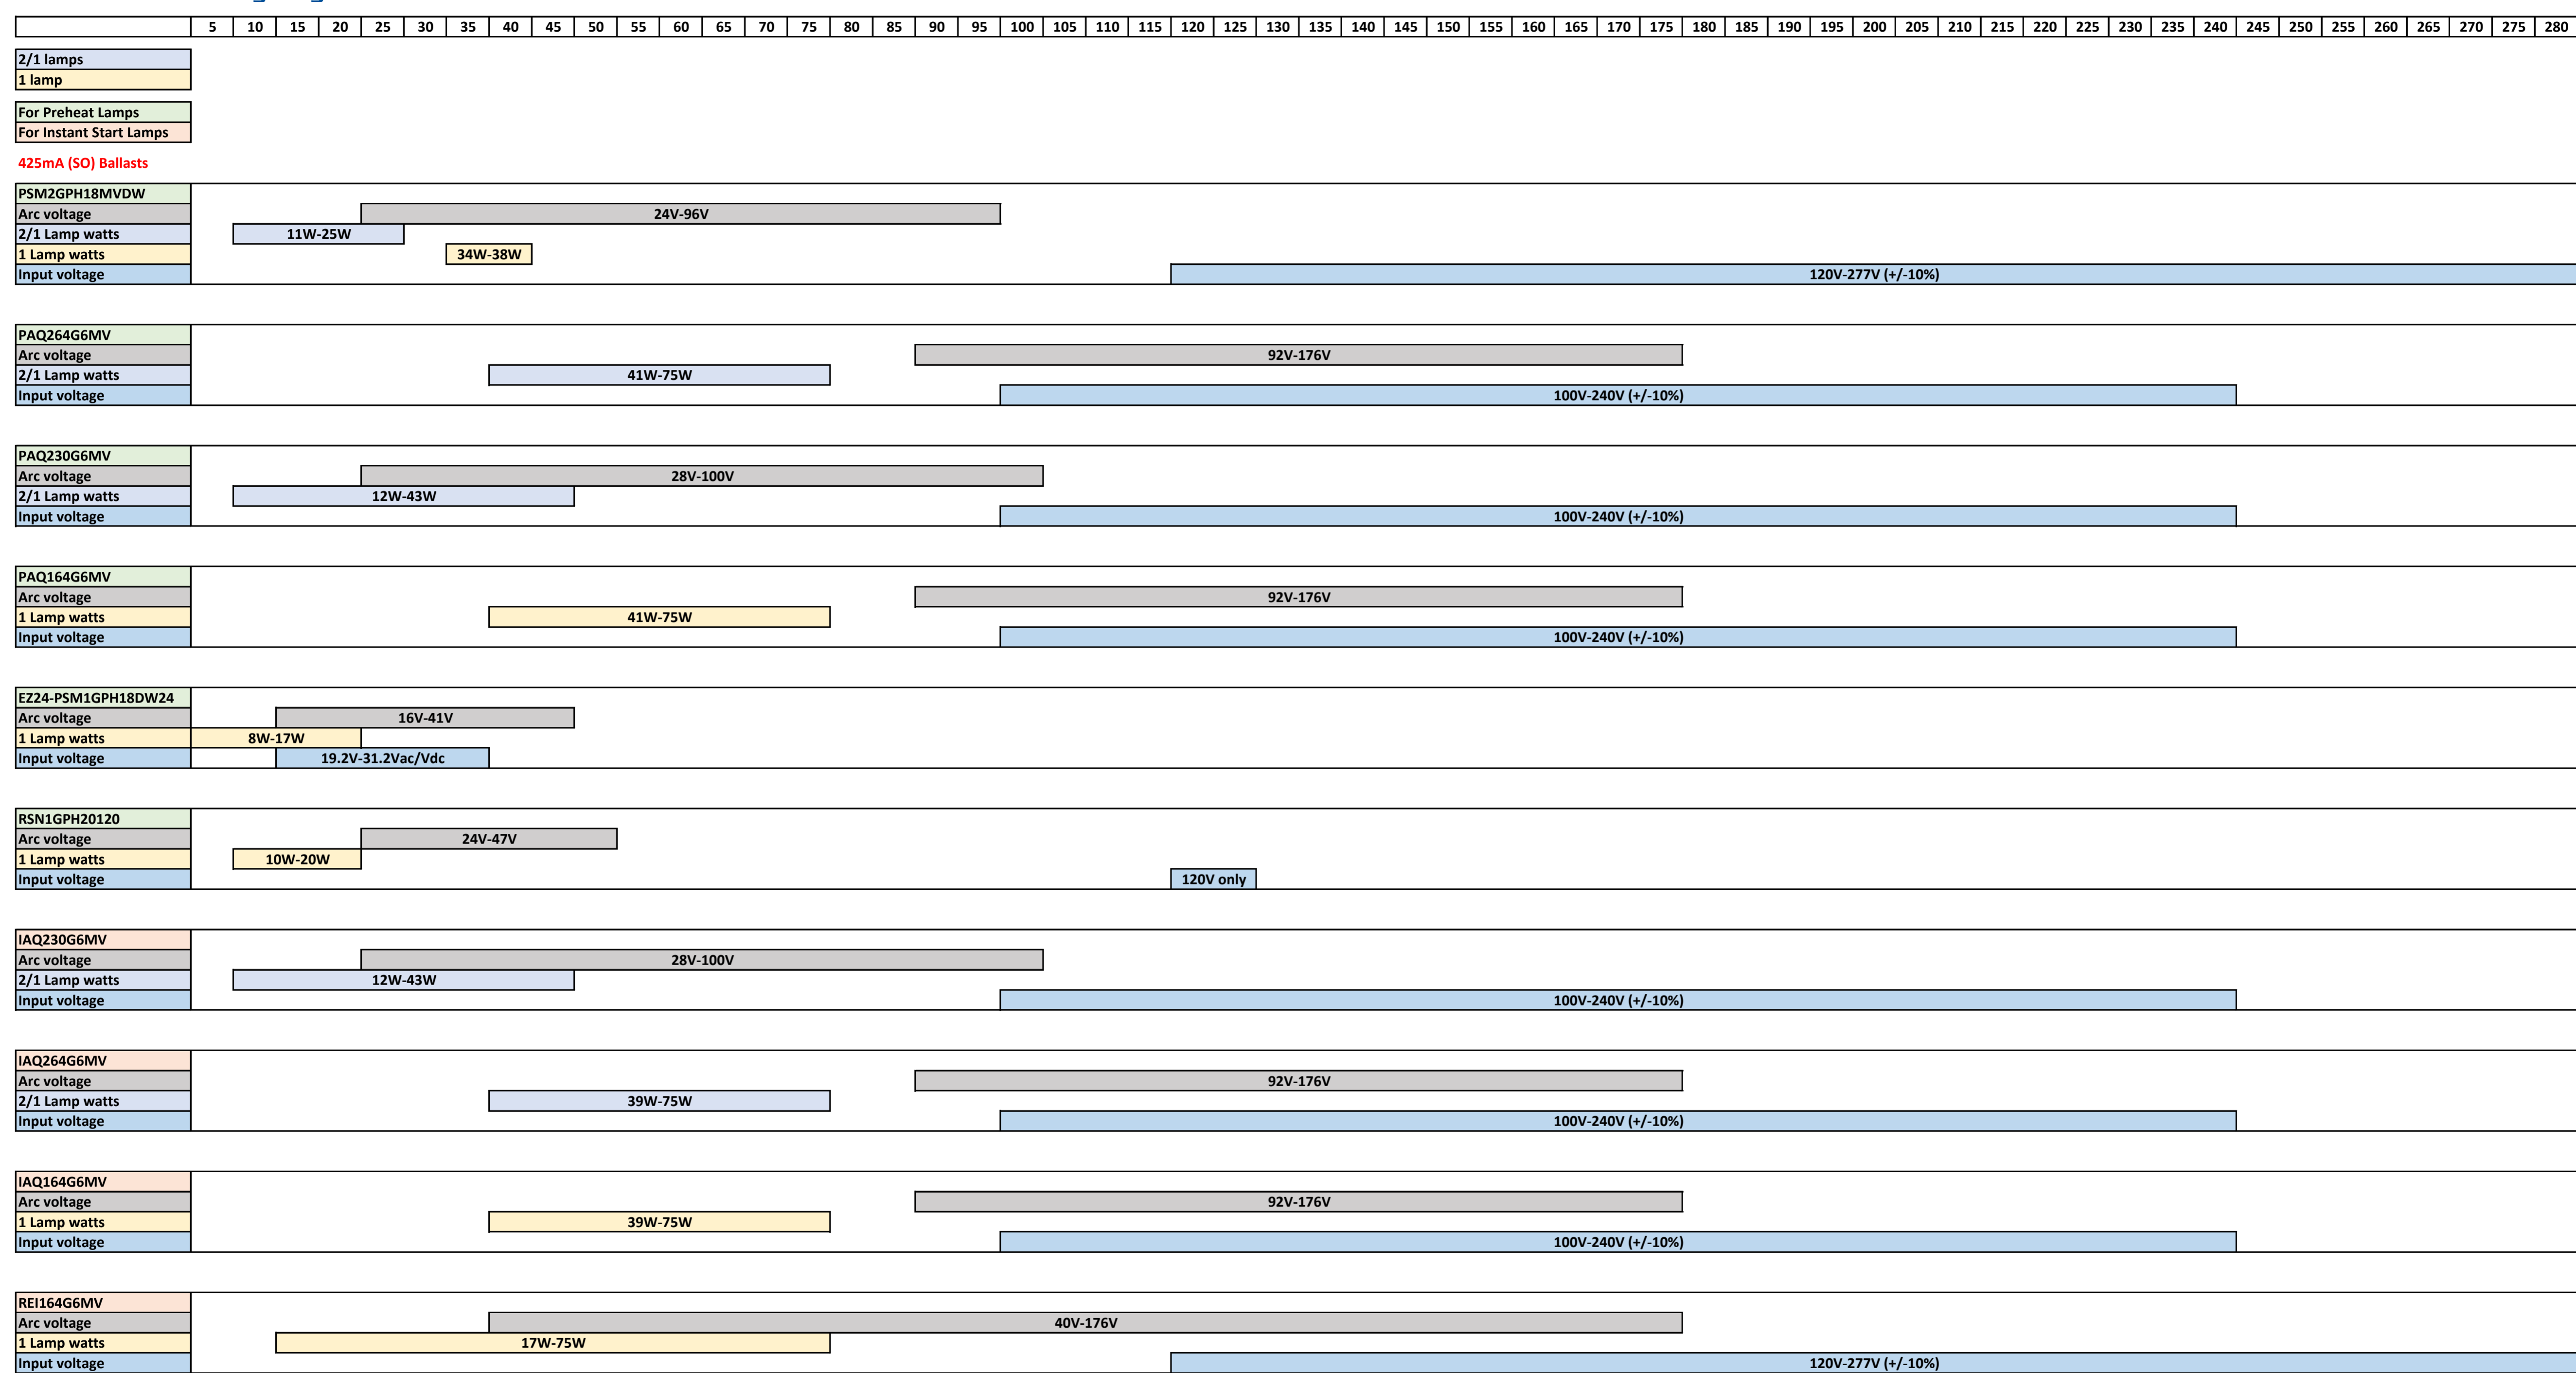 5 10 15 20 25 30 35 40 45 50 55 60 65 70 75 80 85 90 95 100 105 110 115 120 125 130 135 140 145 150 155 160 165 170 175 180 185 190 195 200 205 210 215 220 225 230 235 240 245 250 255 260 265 270 275 280
2/1 lamps
1 lamp
For Preheat Lamps
For Instant Start Lamps
425mA (SO) Ballasts
PSM2GPH18MVDW
Arc voltage 24V-96V
2/1 Lamp watts 11W-25W
1 Lamp watts 34W-38W
Input voltage 120V-277V (+/-10%)
PAQ264G6MV
Arc voltage 92V-176V
2/1 Lamp watts 41W-75W
Input voltage 100V-240V (+/-10%)
PAQ230G6MV
Arc voltage 28V-100V
2/1 Lamp watts 12W-43W
Input voltage 100V-240V (+/-10%)
PAQ164G6MV
Arc voltage 92V-176V
1 Lamp watts 41W-75W
Input voltage 100V-240V (+/-10%)
EZ24-PSM1GPH18DW24
Arc voltage 16V-41V
1 Lamp watts 8W-17W
Input voltage 19.2V-31.2Vac/Vdc
RSN1GPH20120
Arc voltage 24V-47V
1 Lamp watts 10W-20W
Input voltage 120V only
IAQ230G6MV
Arc voltage 28V-100V
2/1 Lamp watts 12W-43W
Input voltage 100V-240V (+/-10%)
IAQ264G6MV
Arc voltage 92V-176V
2/1 Lamp watts 39W-75W
Input voltage 100V-240V (+/-10%)
IAQ164G6MV
Arc voltage 92V-176V
1 Lamp watts 39W-75W
Input voltage 100V-240V (+/-10%)
REI164G6MV
Arc voltage 40V-176V
1 Lamp watts 17W-75W
Input voltage 120V-277V (+/-10%)